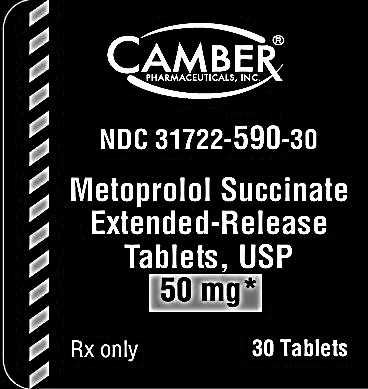 CAMBER®
PHARMACEUTICALS, INC.
NDC 31722-590-30
Metoprolol Succinate
Extended-Release
Tablets, USP
50 mg*
Rx only
30 Tablets